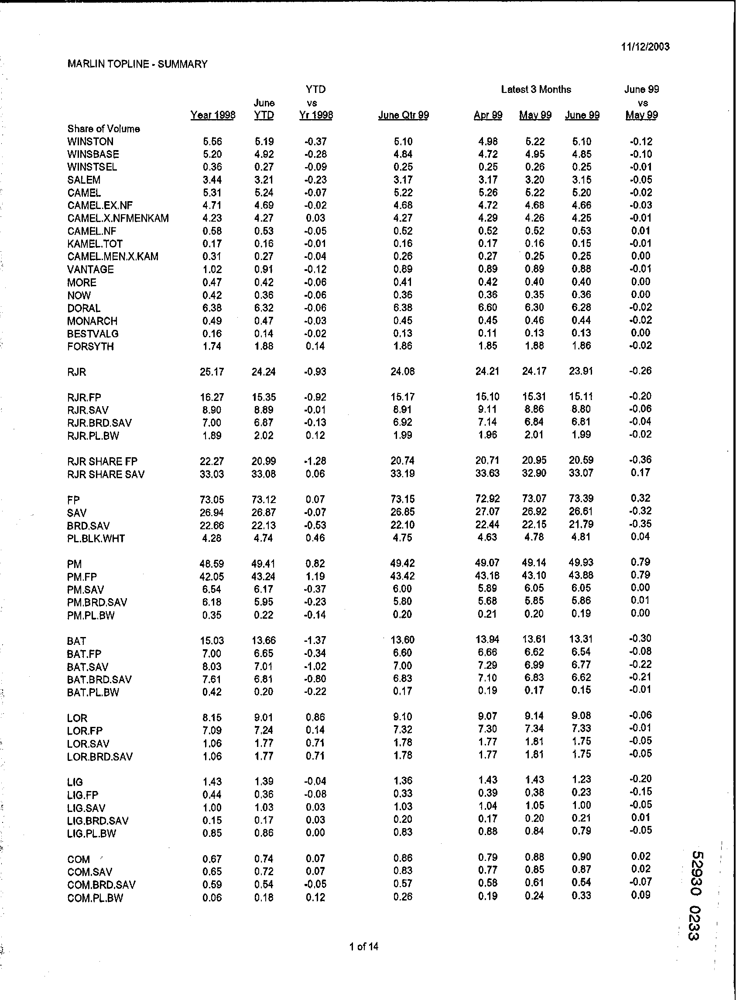 11/12/2003
MARLIN TOPLINE - SUMMARY
YTD Latest 3 Months June 99
June vs vs
Year 1998 YTD Yr 1998 June Qtr 99 Apr 99 May 99 June 99 May 99
Share of Volume
WINSTON 5.56 5.19 -0.37 5.10 4.98 5.22 5.10 -0.12
WINSBASE 5.20 4.92 -0.28 4.84 4.72 4.95 4.85 -0.10
WINSTSEL 0.36 0.27 -0.09 0.25 0.25 0.26 0.25 -0.01
SALEM 3.44 3.21 -0.23 3.17 3.17 3.20 3.15 -0.05
CAMEL 5.31 5.24 -0.07 5.22 5.26 5.22 5.20 -0.02
CAMEL.EX.NF 4.71 4.69 -0.02 4.68 4.72 4.68 4.66 -0.03
CAMEL.X.NFMENKAM 4.23 4.27 0.03 4.27 4.29 4.26 4.25 -0.01
CAMEL.NF 0.58 0.53 -0.05 0.52 0.52 0.52 0.53 0.01
KAMEL.TOT 0.17 0.16 -0.01 0.16 0.17 0.16 0.15 -0.01
CAMEL.MEN.X.KAM 0.31 0.27 -0.04 0.26 0.27 0.25 0.25 0.00
VANTAGE 1.02 0.91 -0.12 0.89 0.89 0.89 0.88 -0.01
MORE 0.47 0.42 -0.06 0.41 0.42 0.40 0.40 0.00
NOW 0.42 0.36 -0.06 0.36 0.36 0.35 0.36 0.00
DORAL 6.38 6.32 -0.06 6.38 6.60 6.30 6.28 -0.02
MONARCH 0.49 0.47 -0.03 0.45 0.45 0.46 0.44 -0.02
BESTVALG 0.16 0.14 -0.02 0.13 0.11 0.13 0.13 0.00
FORSYTH 1.74 1.88 0.14 1.86 1.85 1.88 1.86 -0.02
RJR 25.17 24.24 -0.93 24.08 24.21 24.17 23.91 -0.26
RJR.FP 16.27 15.35 -0.92 15.17 15.10 15.31 15.11 -0.20
RJR.SAV 8.90 8.89 -0.01 8.91 9.11 8.86 8.80 -0.06
RJR.BRD.SAV 7.00 6.87 -0.13 6.92 7.14 6.84 6.81 -0.04
RJR.PL.BW 1.89 2.02 0.12 1.99 1.96 2.01 1.99 -0.02
RJR SHARE FP 22.27 20.99 -1.28 20.74 20.71 20.95 20.59 -0.36
RJR SHARE SAV 33.03 33.08 0.06 33.19 33.63 32.90 33.07 0.17
FP 73.05 73.12 0.07 73.15 72.92 73.07 73.39 0.32
SAV 26.94 26.87 -0.07 26.85 27.07 26.92 26.61 -0.32
BRD.SAV 22.66 22.13 -0.53 22.10 22.44 22.15 21.79 -0.35
PL.BLK.WHT 4.28 4.74 0.46 4.75 4.63 4.78 4.81 0.04
PM 48.59 49.41 0.82 49.42 49.07 49.14 49.93 0.79
PM.FP 42.05 43.24 1.19 43.42 43.18 43.10 43.88 0.79
PM.SAV 6.54 6.17 -0.37 6.00 5.89 6.05 6.05 0.00
PM.BRD.SAV 6.18 5.95 -0.23 5.80 5.68 5.85 5.86 0.01
PM.PL.BW 0.35 0.22 -0.14 0.20 0.21 0.20 0.19 0.00
BAT 15.03 13.66 -1.37 13.60 13.94 13.61 13.31 -0.30
BAT.FP 7.00 6.65 -0.34 6.60 6.66 6.62 6.54 -0.08
BAT.SAV 8.03 7.01 -1.02 7.00 7.29 6.99 6.77 -0.22
BAT.BRD.SAV 7.61 6.81 -0.80 6.83 7.10 6.83 6.62 -0.21
BAT.PL.BW 0.42 0.20 -0.22 0.17 0.19 0.17 0.15 -0.01
LOR 8.15 9.01 0.86 9.10 9.07 9.14 9.08 -0.06
LOR.FP 7.09 7.24 0.14 7.32 7.30 7.34 7.33 -0.01
LOR.SAV 1.06 1.77 0.71 1.78 1.77 1.81 1.75 -0.05
LOR.BRD.SAV 1.06 1.77 0.71 1.78 1.77 1.81 1.75 -0.05
LIG 1.43 1.39 -0.04 1.36 1.43 1.43 1.23 -0.20
LIG.FP 0.44 0.36 -0.08 0.33 0.39 0.38 0.23 -0.15
LIG.SAV 1.00 1.03 0.03 1.03 1.04 1.05 1.00 -0.05
LIG.BRD.SAV 0.15 0.17 0.03 0.20 0.17 0.20 0.21 0.01
LIG.PL.BW 0.85 0.86 0.00 0.83 0.88 0.84 0.79 -0.05
COM 0.67 0.74 0.07 0.86 0.79 0.88 0.90 0.02
COM.SAV 0.65 0.72 0.07 0.83 0.77 0.85 0.87 0.02
COM.BRD.SAV 0.59 0.54 -0.05 0.57 0.58 0.61 0.54 -0.07
COM.PL.BW 0.06 0.18 0.12 0.26 0.19 0.24 0.33 0.09
1 of 14
52930 0233